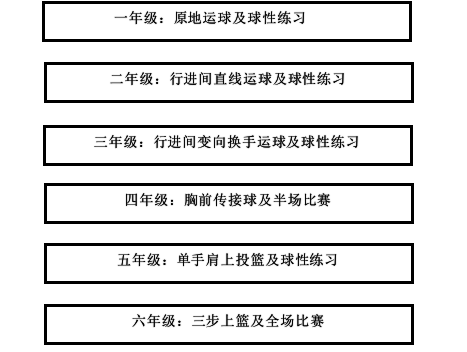 一年级：原地运球及球性练习
二年级：行进间直线运球及球性练习
三年级：行进间变向换手运球及球性练习
四年级：胸前传接球及半场比赛
五年级：单手肩上投篮及球性练习
六年级：三步上篮及全场比赛